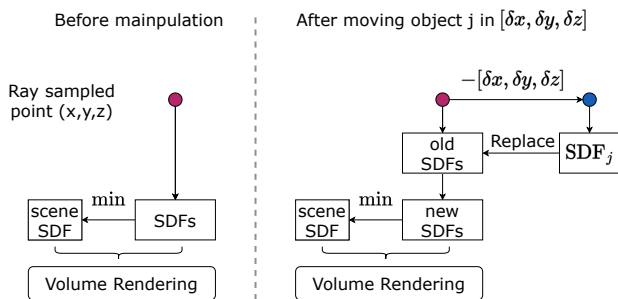 Before mainpulation
After moving object j in [δx, δy, δz]
Ray sampled
point (x,y,z)
−[δx, δy, δz]
old
SDFs
Replace
SDF_j
scene
SDF
min
SDFs
scene
SDF
min
new
SDFs
Volume Rendering
Volume Rendering